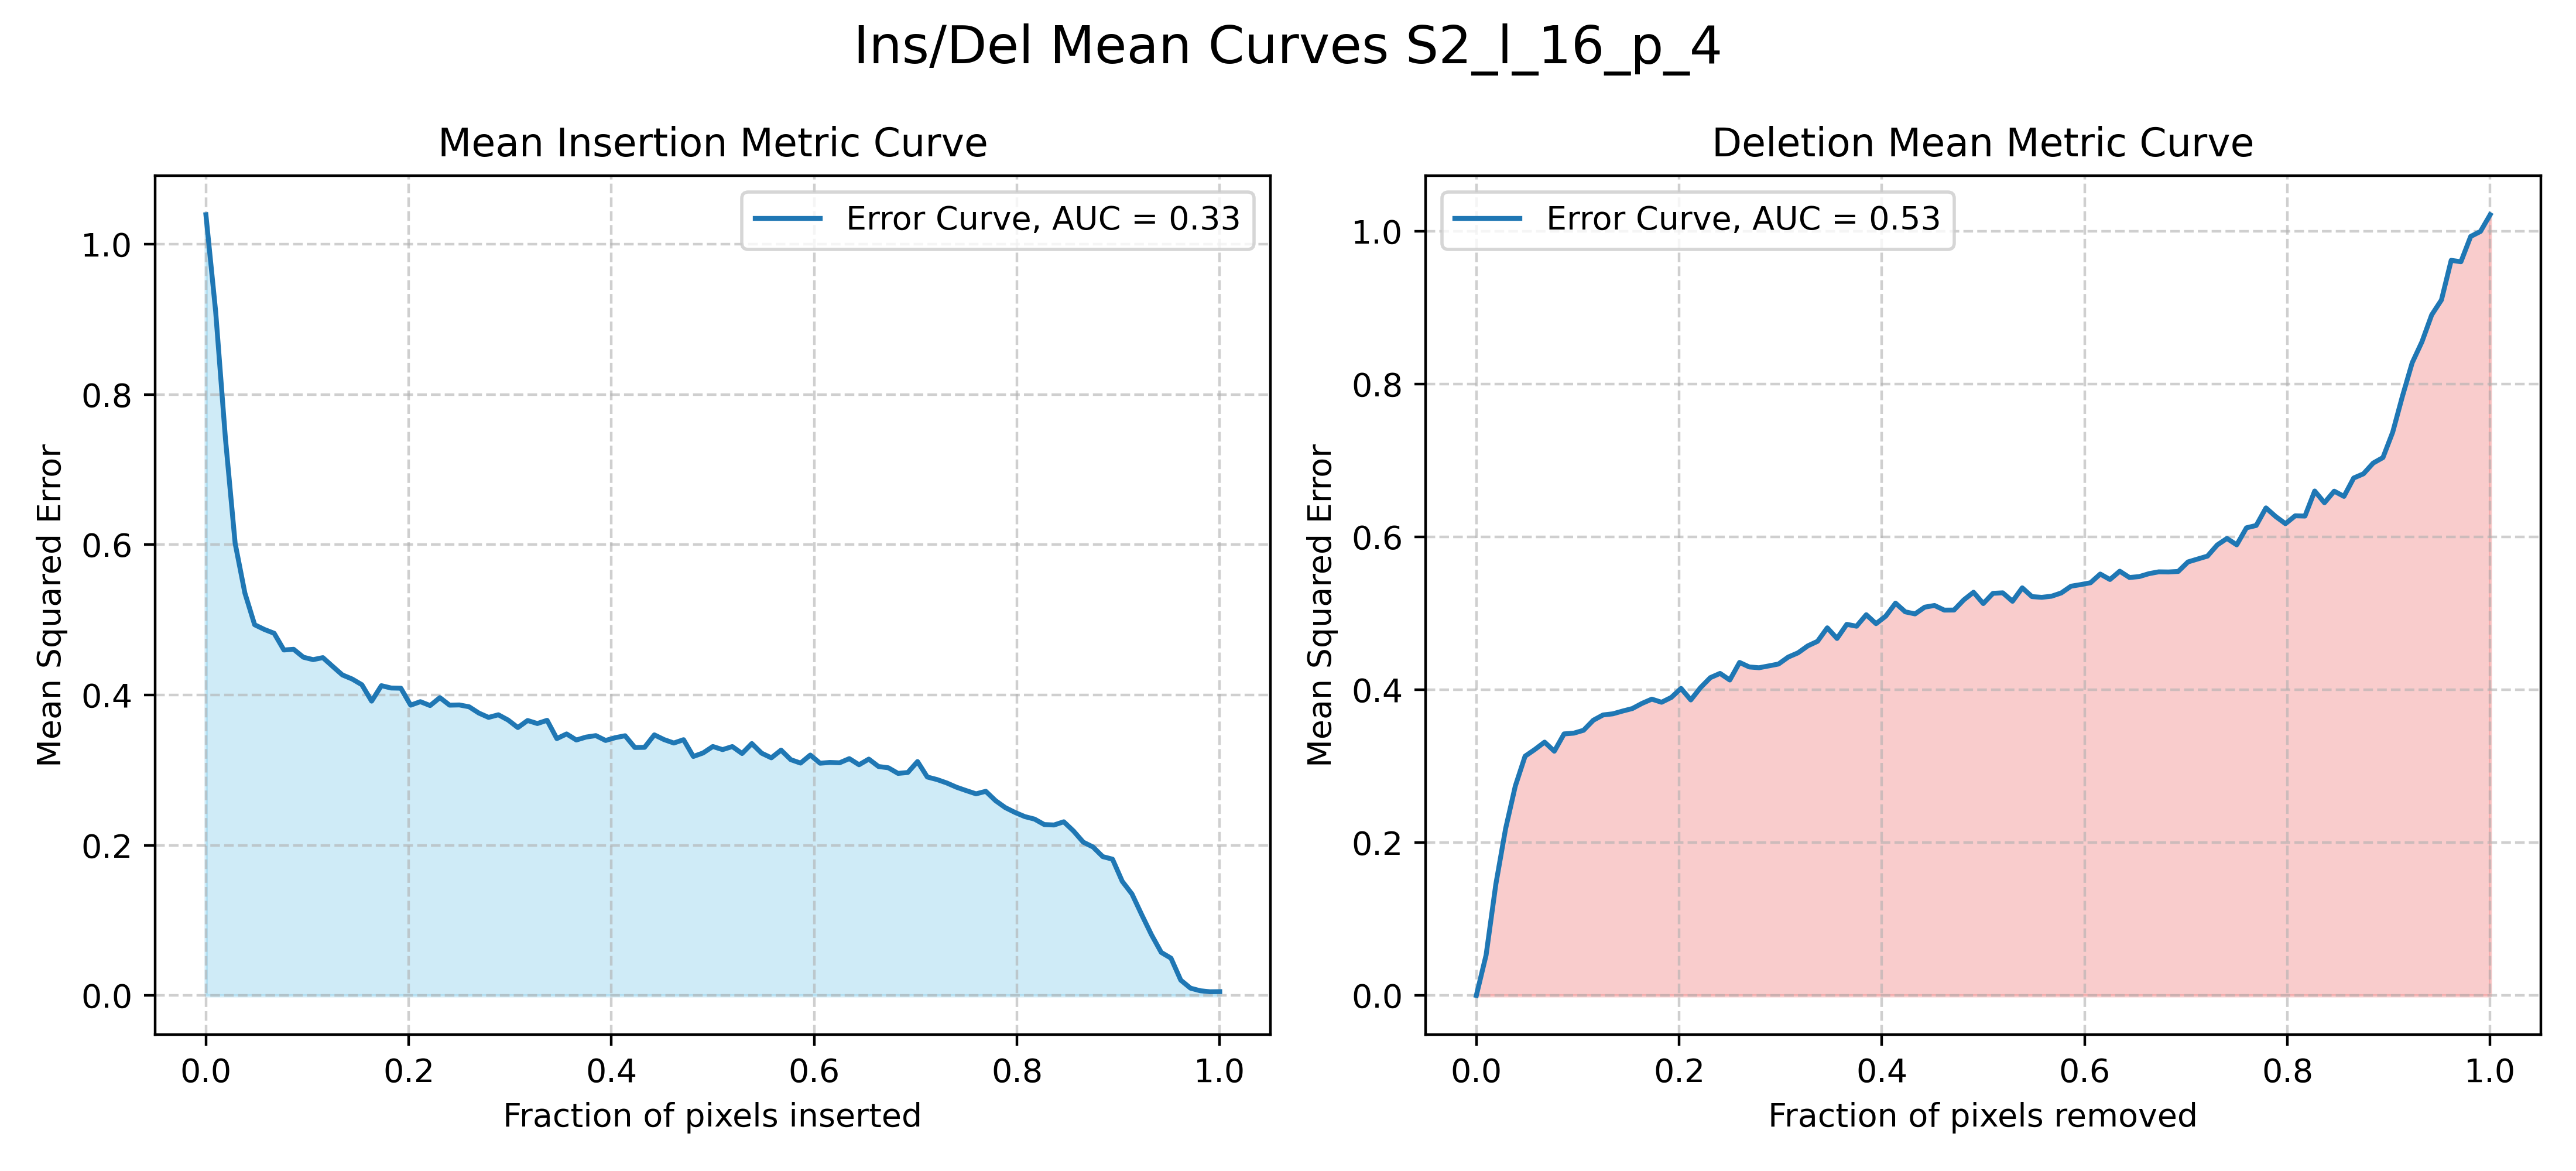 Ins/Del Mean Curves S2_l_16_p_4
Mean Insertion Metric Curve
Error Curve, AUC = 0.33
Mean Squared Error
1.0
0.8
0.6
0.4
0.2
0.0
0.0 0.2 0.4 0.6 0.8 1.0
Fraction of pixels inserted
Deletion Mean Metric Curve
Error Curve, AUC = 0.53
Mean Squared Error
1.0
0.8
0.6
0.4
0.2
0.0
0.0 0.2 0.4 0.6 0.8 1.0
Fraction of pixels removed